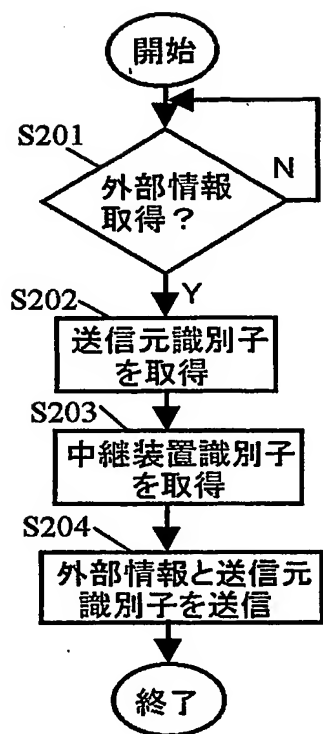 開始
S201
外部情報
取得？
N
Y
S202
送信元識別子
を取得
S203
中継装置識別子
を取得
S204
外部情報と送信元
識別子を送信
終了